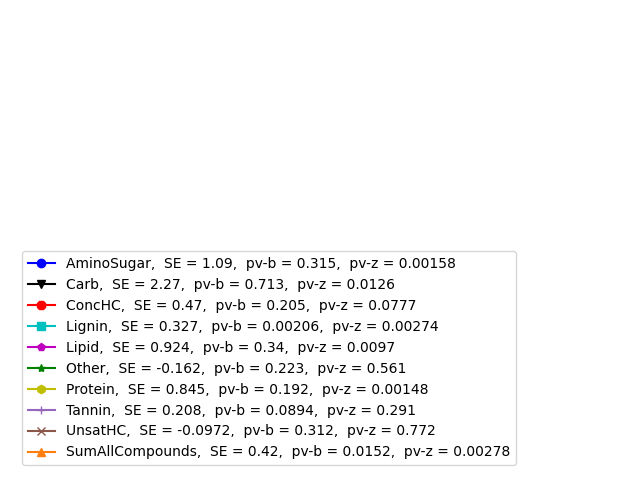 AminoSugar,  SE = 1.09,  pv-b = 0.315,  pv-z = 0.00158
Carb,  SE = 2.27,  pv-b = 0.713,  pv-z = 0.0126
ConcHC,  SE = 0.47,  pv-b = 0.205,  pv-z = 0.0777
Lignin,  SE = 0.327,  pv-b = 0.00206,  pv-z = 0.00274
Lipid,  SE = 0.924,  pv-b = 0.34,  pv-z = 0.0097
Other,  SE = -0.162,  pv-b = 0.223,  pv-z = 0.561
Protein,  SE = 0.845,  pv-b = 0.192,  pv-z = 0.00148
Tannin,  SE = 0.208,  pv-b = 0.0894,  pv-z = 0.291
UnsatHC,  SE = -0.0972,  pv-b = 0.312,  pv-z = 0.772
SumAllCompounds,  SE = 0.42,  pv-b = 0.0152,  pv-z = 0.00278